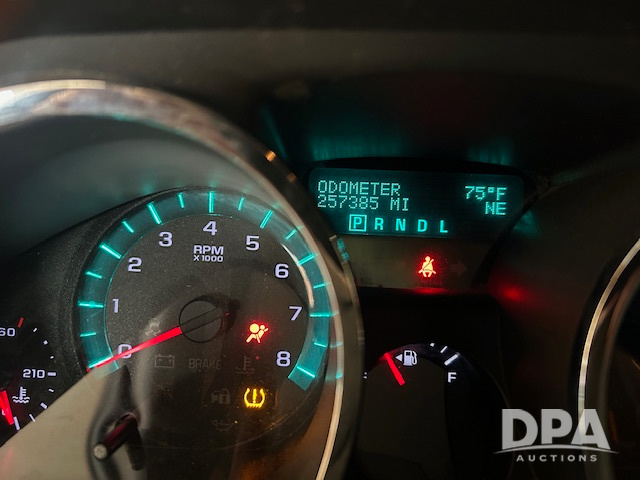 ODOMETER 75°F
257385 MI NE
P R N D L
0 1 2 3 4 5 6 7 8
RPM
X1000
BRAKE
60
210
F
DPA
AUCTIONS